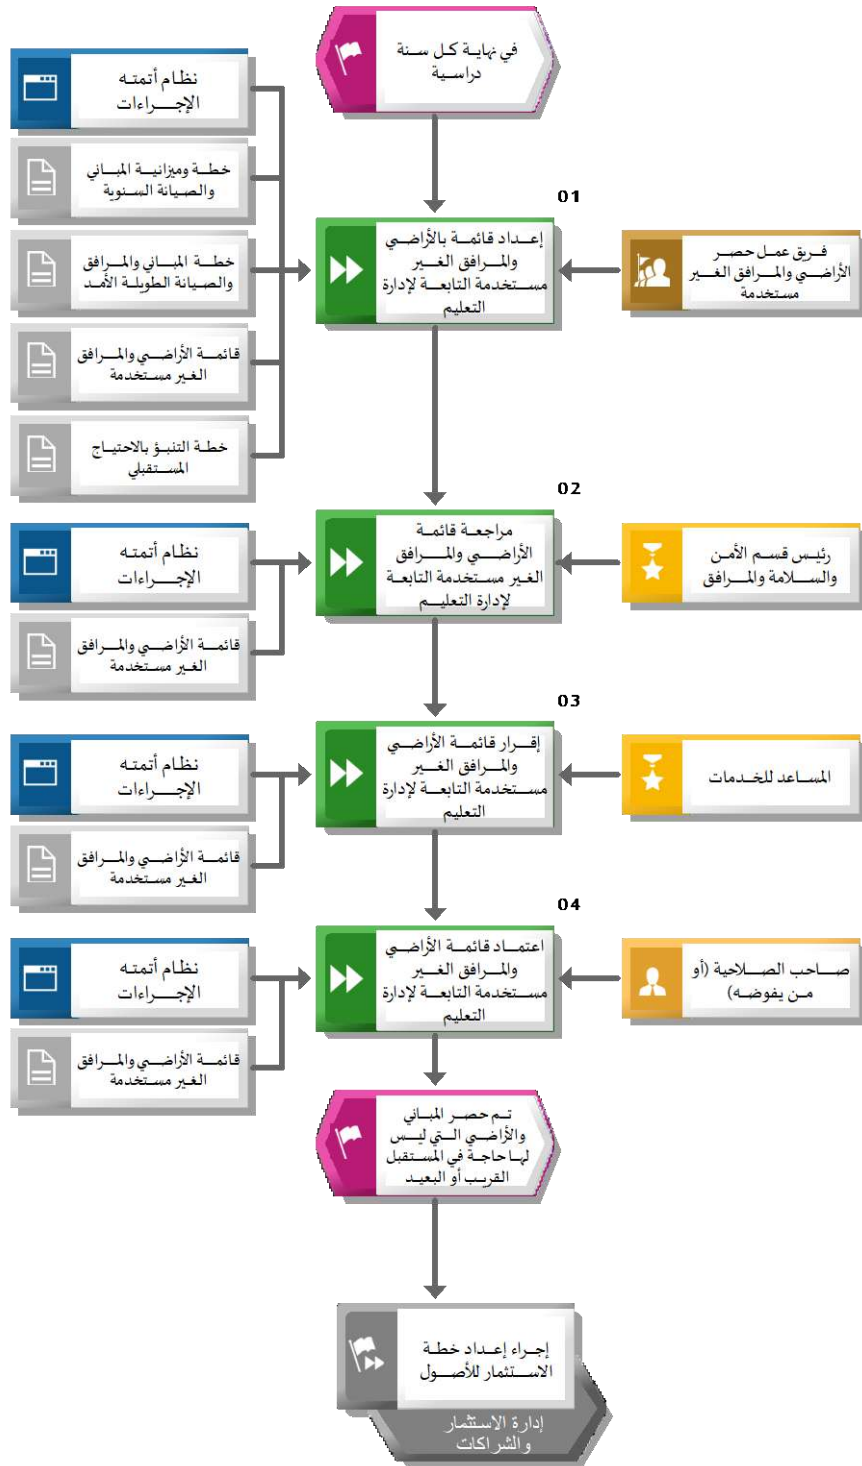 في نهاية كل سنة
دراسية
نظام أتمته
الإجراءات
خطة وميزانية المباني
والصيانة السنوية
خطة المباني والمرافق
والصيانة الطويلة الأمد
قائمة الأراضي والمرافق
الغير مستخدمة
خطة التنبؤ بالاحتياج
المستقبلي
01
إعداد قائمة بالأراضي
والمرافق الغير
مستخدمة التابعة لإدارة
التعليم
فريق عمل حصر
الأراضي والمرافق الغير
مستخدمة
02
مراجعة قائمة
الأراضي والمرافق
الغير مستخدمة التابعة
لإدارة التعليم
رئيس قسم الأمن
والسلامة والمرافق
نظام أتمته
الإجراءات
قائمة الأراضي والمرافق
الغير مستخدمة
03
إقرار قائمة الأراضي
والمرافق الغير
مستخدمة التابعة لإدارة
التعليم
المساعد للخدمات
نظام أتمته
الإجراءات
قائمة الأراضي والمرافق
الغير مستخدمة
04
اعتماد قائمة الأراضي
والمرافق الغير
مستخدمة التابعة لإدارة
التعليم
صاحب الصلاحية (أو
من يفوضه)
نظام أتمته
الإجراءات
قائمة الأراضي والمرافق
الغير مستخدمة
تم حصر المباني
والأراضي التي ليس
لها حاجة في المستقبل
القريب أو البعيد
إجراء إعداد خطة
الاستثمار للأصول
إدارة الاستثمار
والشراكات